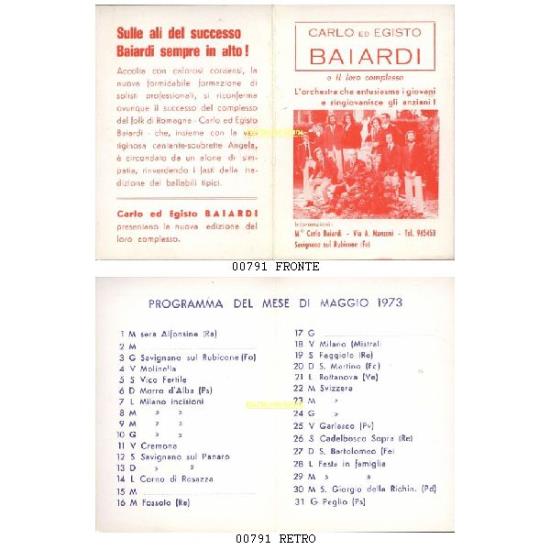 Sulle ali del successo
Baiardi sempre in alto !
Accolta con calorosi consensi, la
nuova formidabile formazione di
solisti professionali, si riconferma
ovunque il successo del complesso
del folk di Romagna - Carlo ed Egisto
Baiardi - che, insieme con la
tiginosa cantante-soubrette Angela,
è circondato da un alone di sim-
patia, rinverdendo i fasti della tra-
dizione dei ballabili tipici.
Carlo ed Egisto BAIARDI
presentano la nuova edizione del
loro complesso.
CARLO ED EGISTO
BAIARDI
e il loro complesso
L'orchestra che entusiasma i giovani
e ringiovanisce gli anziani !
Informazioni:
M° Carlo Baiardi - Via A. Manzoni - Tel. 945453
Savignano sul Rubicone (Fo)
00791 FRONTE
PROGRAMMA DEL MESE DI MAGGIO 1973
1 M sera Alfonsine (Ra)
2 M
3 G Savignano sul Rubicone (Fo)
4 V Molinella
5 S Vico Fertile
6 D Morro d'Alba (Ps)
7 L Milano incisioni
8 M » »
9 M » »
10 G » »
11 V Cremona
12 S Savignano sul Panaro
13 D » »
14 L Corno di Rosazza
15 M
16 M Fossolo (Ra)
17 G
18 V Milano (Mistral)
19 S Faggiolo (Re)
20 D S. Martino (Fe)
21 L Rottanova (Ve)
22 M Svizzera
23 M »
24 G »
25 V Garlasco (Pv)
26 S Cadelbosco Sopra (Re)
27 D S. Bartolomeo (Fe)
28 L Festa in famiglia
29 M » »
30 M S. Giorgio della Richin. (Pd)
31 G Peglio (Ps)
00791 RETRO